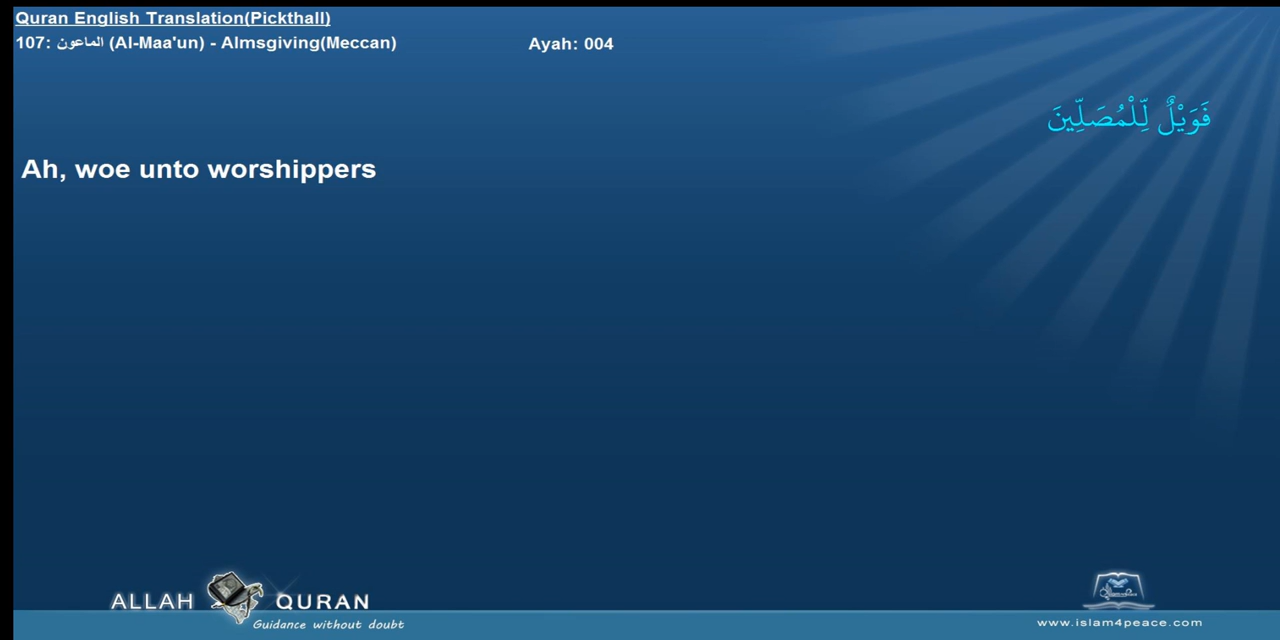 Quran English Translation(Pickthall)
107: الماعون (Al-Maa'un) - Almsgiving(Meccan)
Ayah: 004
فَوَيْلٌ لِّلْمُصَلِّينَ
Ah, woe unto worshippers
ALLAH QURAN
Guidance without doubt
www.islam4peace.com